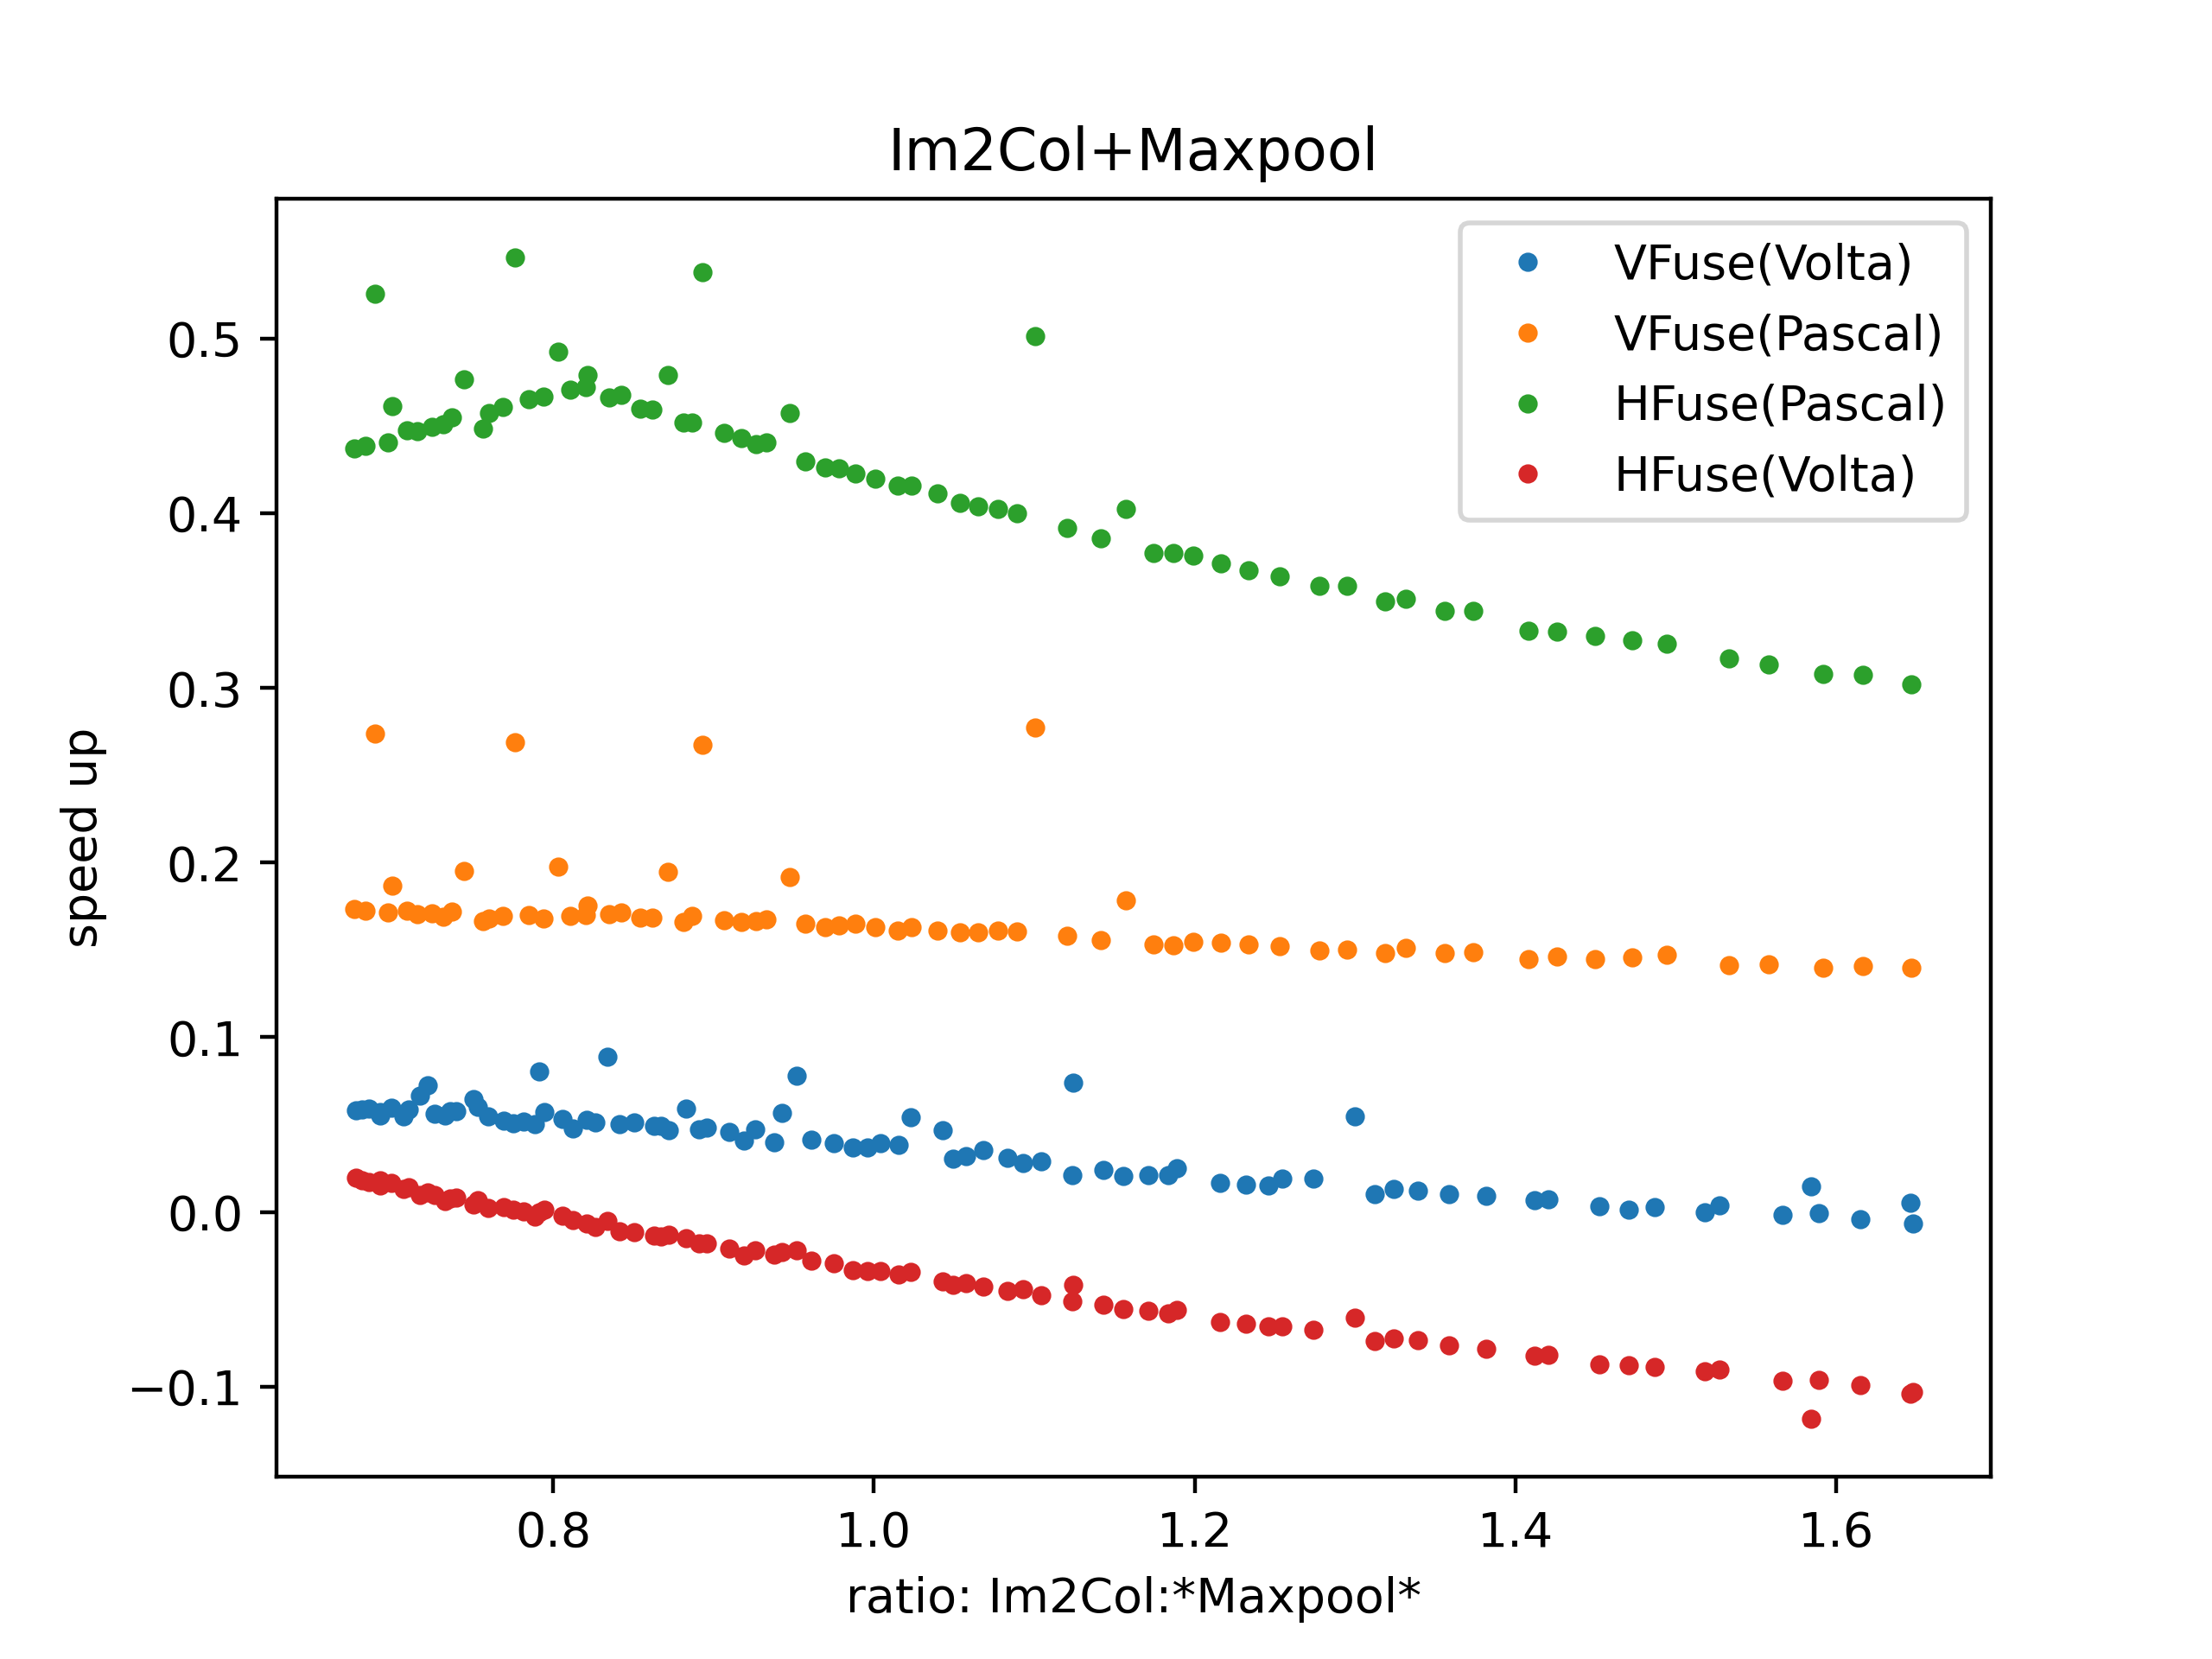 Im2Col+Maxpool
VFuse(Volta)
VFuse(Pascal)
HFuse(Pascal)
HFuse(Volta)
speed up
0.5
0.4
0.3
0.2
0.1
0.0
−0.1
0.8 1.0 1.2 1.4 1.6
ratio: Im2Col:*Maxpool*